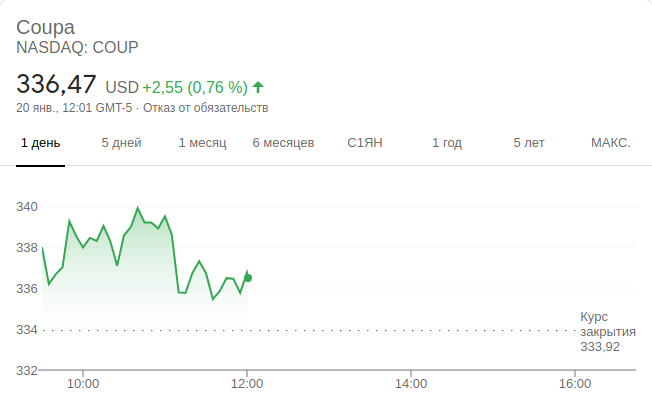 Coupa
NASDAQ: COUP
336,47 USD +2,55 (0,76 %)
20 янв., 12:01 GMT-5 · Отказ от обязательств
1 день 5 дней 1 месяц 6 месяцев С1ЯН 1 год 5 лет МАКС.
340
338
336
334
332
Курс
закрытия
333,92
10:00 12:00 14:00 16:00